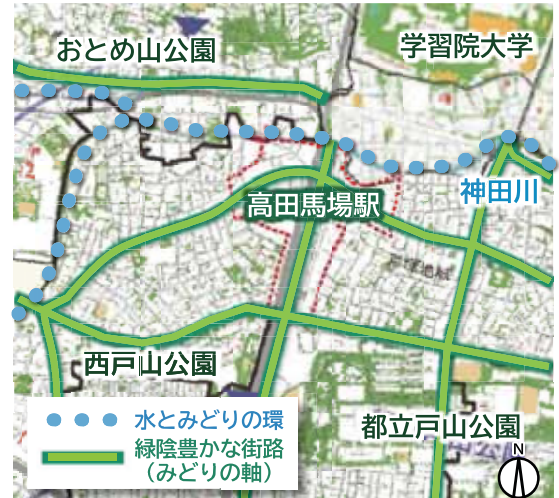 おとめ山公園
学習院大学
神田川
高田馬場駅
西戸山公園
都立戸山公園
水とみどりの環
緑陰豊かな街路
（みどりの軸）
N